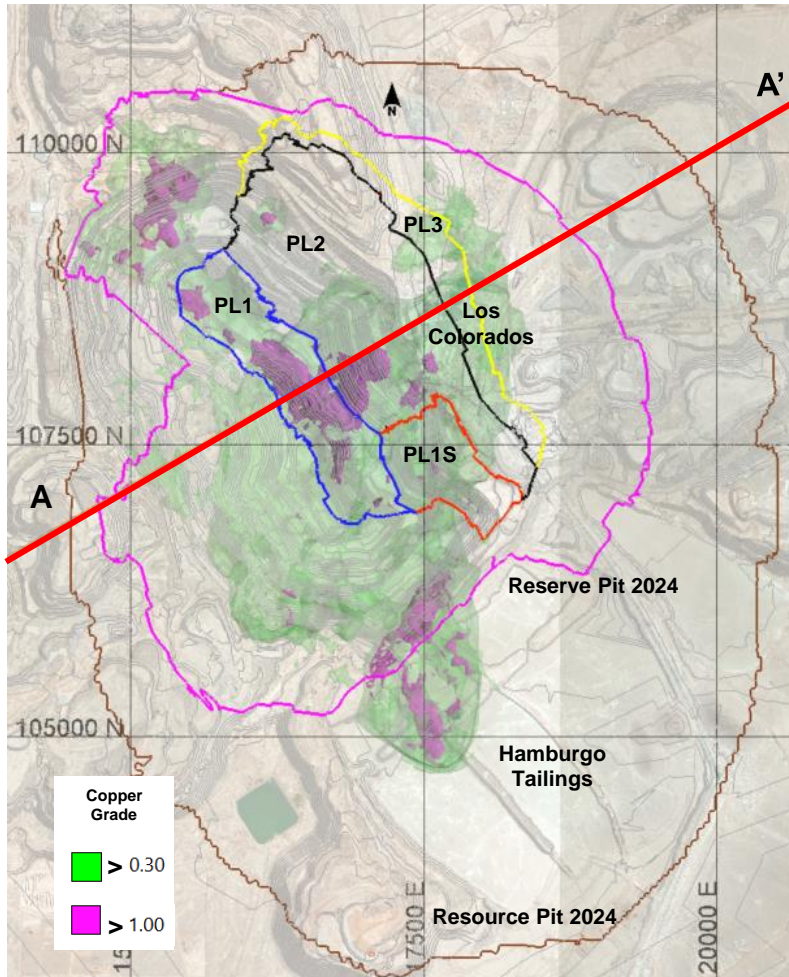 A'
N
110000 N
PL3
PL2
PL1
Los
Colorados
107500 N
PL1S
A
Reserve Pit 2024
105000 N
Hamburgo
Tailings
Copper
Grade
> 0.30
> 1.00
17500 E
20000 E
Resource Pit 2024